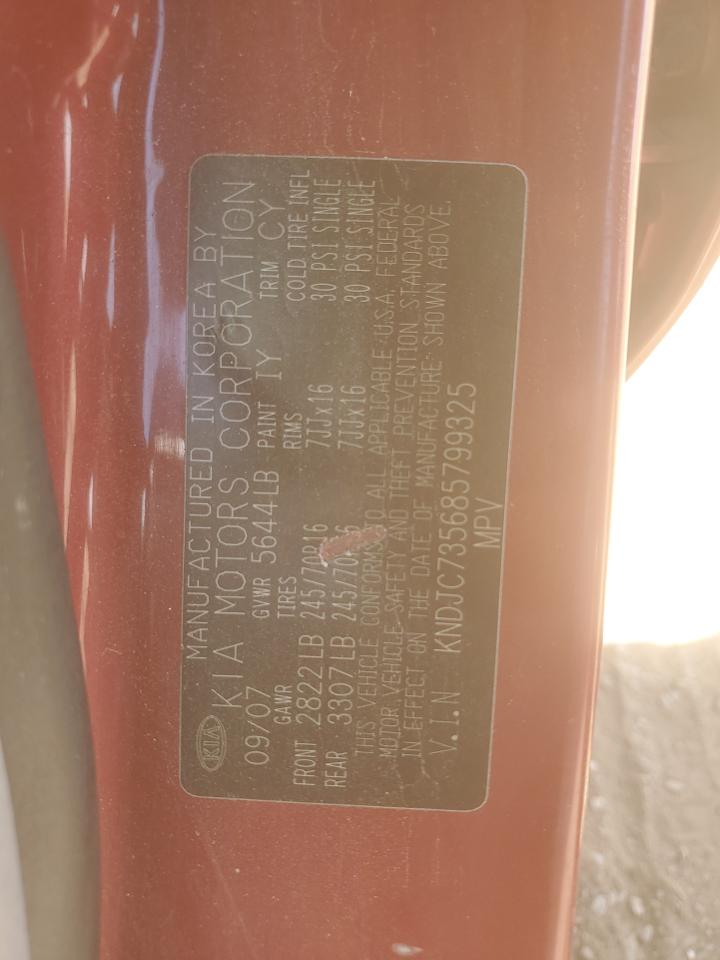 KIA
MANUFACTURED IN KOREA BY
KIA MOTORS CORPORATION
09/07 GVWR 5644LB PAINT IY TRIM CY
GAWR TIRES RIMS COLD TIRE INFL
FRONT 2822LB 245/70R16 7JJx16 30 PSI SINGLE
REAR 3307LB 245/70R16 7JJx16 30 PSI SINGLE
THIS VEHICLE CONFORMS TO ALL APPLICABLE U.S.A. FEDERAL
MOTOR VEHICLE SAFETY AND THEFT PREVENTION STANDARDS
IN EFFECT ON THE DATE OF MANUFACTURE SHOWN ABOVE.
V.I.N KNDJC735685799325
MPV